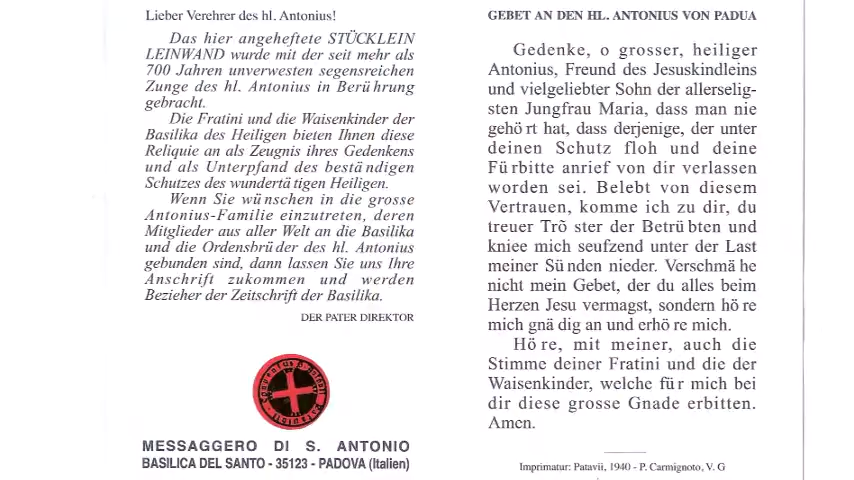 Lieber Verehrer des hl. Antonius!
Das hier angeheftete STÜCKLEIN
LEINWAND wurde mit der seit mehr als
700 Jahren unverwesten segensreichen
Zunge des hl. Antonius in Berührung
gebracht.
Die Fratini und die Waisenkinder der
Basilika des Heiligen bieten Ihnen diese
Reliquie an als Zeugnis ihres Gedenkens
und als Unterpfand des beständigen
Schutzes des wundertätigen Heiligen.
Wenn Sie wünschen in die grosse
Antonius-Familie einzutreten, deren
Mitglieder aus aller Welt an die Basilika
und die Ordensbrüder des hl. Antonius
gebunden sind, dann lassen Sie uns Ihre
Anschrift zukommen und werden
Bezieher der Zeitschrift der Basilika.
DER PATER DIREKTOR
MESSAGGERO DI S. ANTONIO
BASILICA DEL SANTO - 35123 - PADOVA (Italien)
GEBET AN DEN HL. ANTONIUS VON PADUA
Gedenke, o grosser, heiliger
Antonius, Freund des Jesuskindleins
und vielgeliebter Sohn der allerselig-
sten Jungfrau Maria, dass man nie
gehört hat, dass derjenige, der unter
deinen Schutz floh und deine
Fürbitte anrief von dir verlassen
worden sei. Belebt von diesem
Vertrauen, komme ich zu dir, du
treuer Trõster der Betrübten und
kniee mich seufzend unter der Last
meiner Sünden nieder. Verschmähe
nicht mein Gebet, der du alles beim
Herzen Jesu vermagst, sondern höre
mich gnädig an und erhöre mich.
Höre, mit meiner, auch die
Stimme deiner Fratini und die der
Waisenkinder, welche für mich bei
dir diese grosse Gnade erbitten.
Amen.
Imprimatur: Patavii, 1940 - P. Carmignoto, V. G